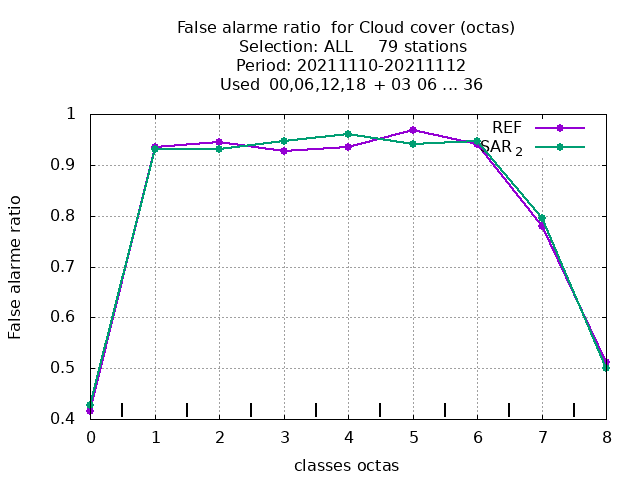 False alarme ratio  for Cloud cover (octas)
Selection: ALL     79 stations
Period: 20211110-20211112
Used  00,06,12,18  + 03 06 ... 36
REF
SAR 2
1
0.9
0.8
0.7
0.6
0.5
0.4
False alarme ratio
0 1 2 3 4 5 6 7 8
classes octas